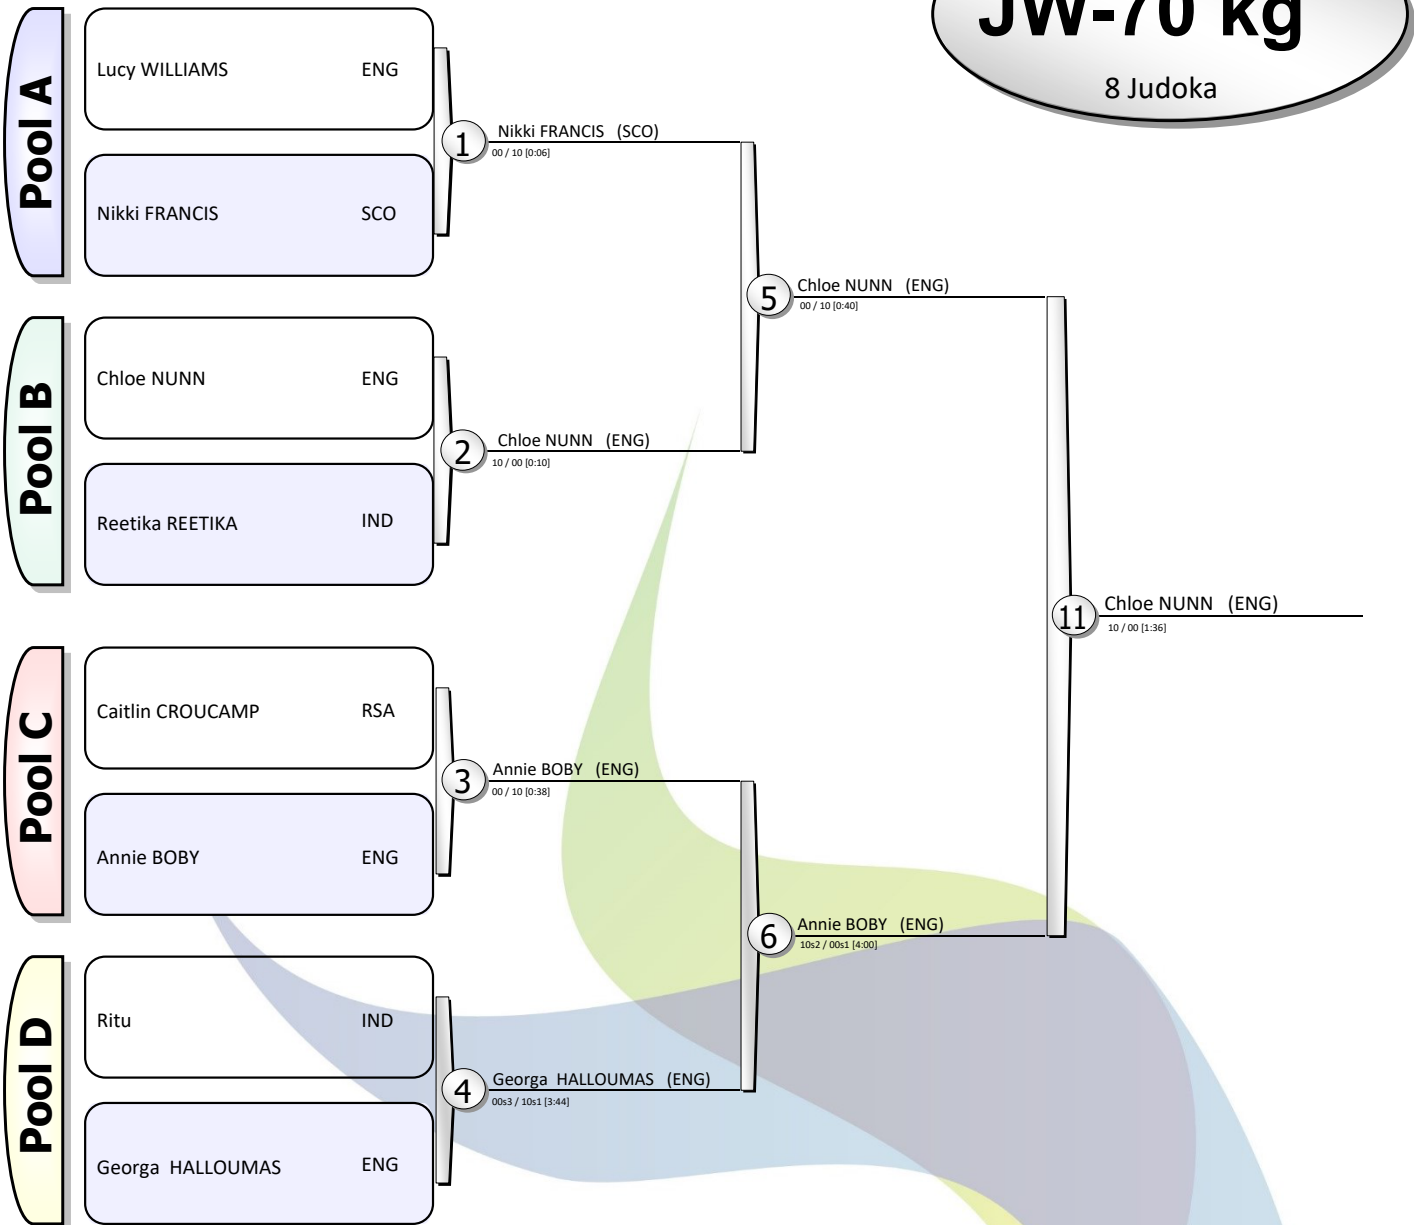 JW-70 kg
8 Judoka
Pool A
Lucy WILLIAMS ENG
Nikki FRANCIS SCO
1
Nikki FRANCIS (SCO)
00 / 10 [0:06]
Pool B
Chloe NUNN ENG
Reetika REETIKA IND
2
Chloe NUNN (ENG)
10 / 00 [0:10]
5
Chloe NUNN (ENG)
00 / 10 [0:40]
Pool C
Caitlin CROUCAMP RSA
Annie BOBY ENG
3
Annie BOBY (ENG)
00 / 10 [0:38]
Pool D
Ritu IND
Georga HALLOUMAS ENG
4
Georga HALLOUMAS (ENG)
00s3 / 10s1 [3:44]
6
Annie BOBY (ENG)
10s2 / 00s1 [4:00]
11
Chloe NUNN (ENG)
10 / 00 [1:36]